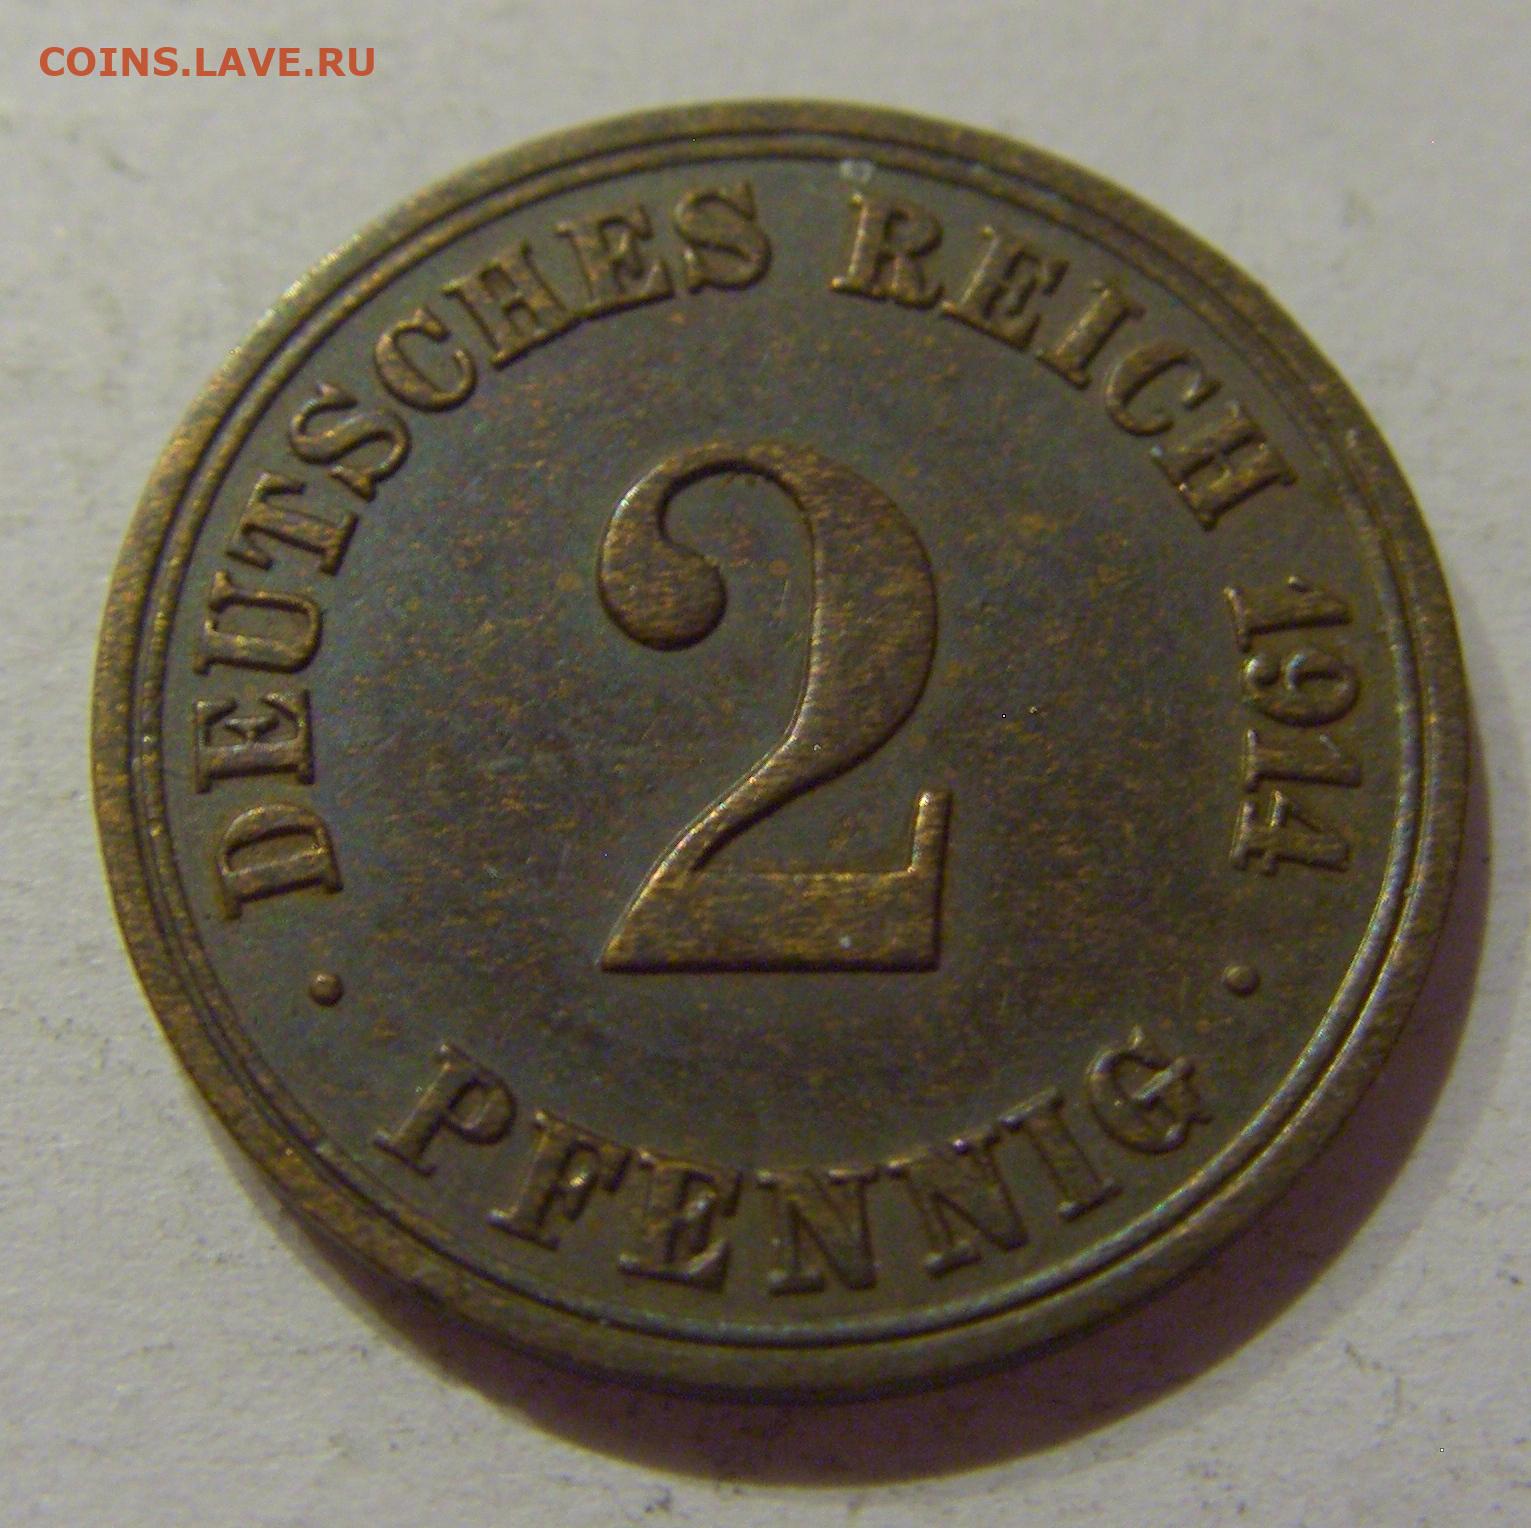 COINS.LAVE.RU
DEUTSCHES REICH 1914
2
· PFENNIG ·